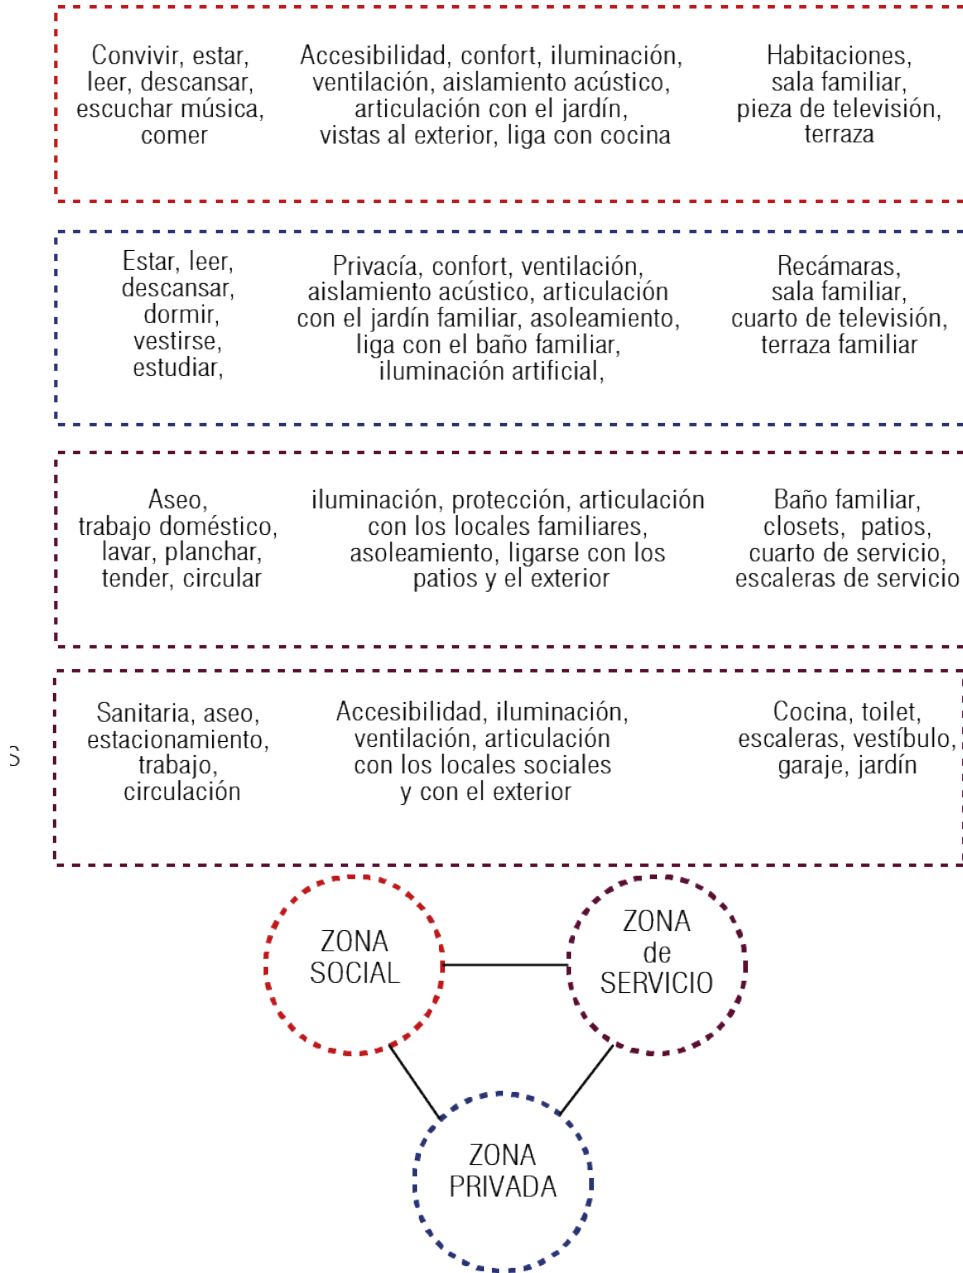 Convivir, estar,
leer, descansar,
escuchar música,
comer
Accesibilidad, confort, iluminación,
ventilación, aislamiento acústico,
articulación con el jardín,
vistas al exterior, liga con cocina
Habitaciones,
sala familiar,
pieza de televisión,
terraza
Estar, leer,
descansar,
dormir,
vestirse,
estudiar,
Privacía, confort, ventilación,
aislamiento acústico, articulación
con el jardín familiar, asoleamiento,
liga con el baño familiar,
iluminación artificial,
Recámaras,
sala familiar,
cuarto de televisión,
terraza familiar
Aseo,
trabajo doméstico,
lavar, planchar,
tender, circular
iluminación, protección, articulación
con los locales familiares,
asoleamiento, ligarse con los
patios y el exterior
Baño familiar,
closets, patios,
cuarto de servicio,
escaleras de servicio
Sanitaria, aseo,
estacionamiento,
trabajo,
circulación
Accesibilidad, iluminación,
ventilación, articulación
con los locales sociales
y con el exterior
Cocina, toilet,
escaleras, vestíbulo,
garaje, jardín
ZONA
SOCIAL
ZONA
de
SERVICIO
ZONA
PRIVADA